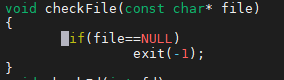 void checkFile(const char* file)
{
if(file==NULL)
exit(-1);
}